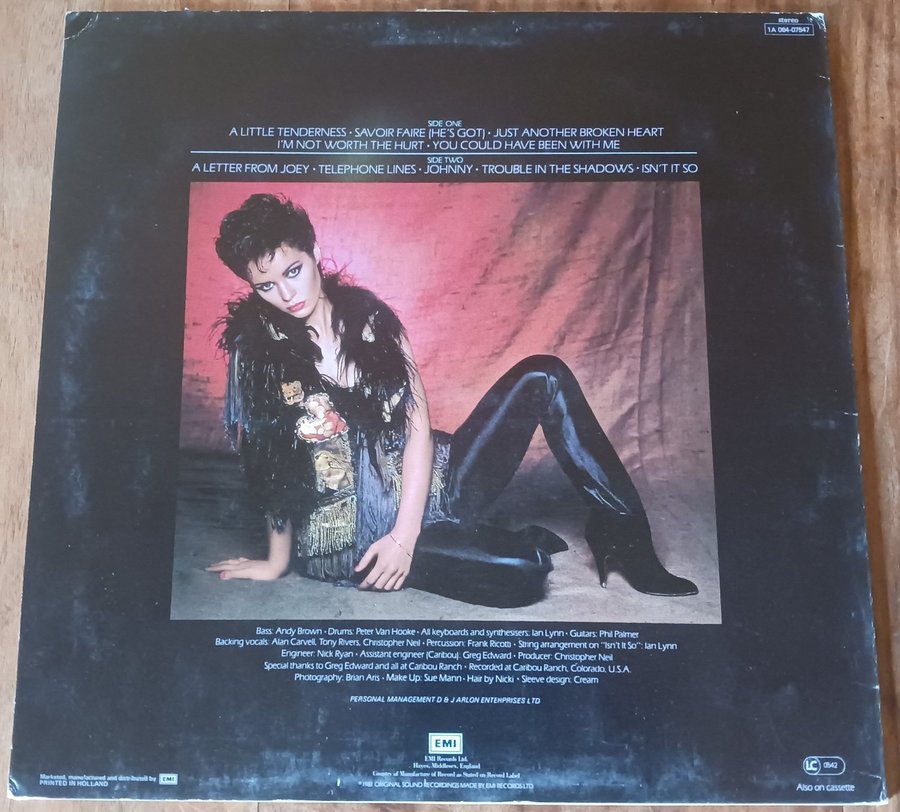 stereo
1A 064-07547
SIDE ONE
A LITTLE TENDERNESS • SAVOIR FAIRE (HE'S GOT) • JUST ANOTHER BROKEN HEART
I'M NOT WORTH THE HURT • YOU COULD HAVE BEEN WITH ME
SIDE TWO
A LETTER FROM JOEY • TELEPHONE LINES • JOHNNY • TROUBLE IN THE SHADOWS • ISN'T IT SO
Bass: Andy Brown • Drums: Peter Van Hooke • All keyboards and synthesisers: Ian Lynn • Guitars: Phil Palmer
Backing vocals: Alan Carvell, Tony Rivers, Christopher Neil • Percussion: Frank Ricotti • String arrangement on "Isn't It So": Ian Lynn
Engineer: Nick Ryan • Assistant engineer (Caribou): Greg Edward • Producer: Christopher Neil
Special thanks to Greg Edward and all at Caribou Ranch • Recorded at Caribou Ranch, Colorado, U.S.A.
Photography: Brian Aris • Make Up: Sue Mann • Hair by Nicki • Sleeve design: Cream
PERSONAL MANAGEMENT D & J ARLON ENTERPRISES LTD
EMI
EMI Records Ltd.
Hayes, Middlesex, England
Country of Manufacture of Record as Stated on Record Label
℗ 1981 ORIGINAL SOUND RECORDINGS MADE BY EMI RECORDS LTD
Marketed, manufactured and distributed by EMI
PRINTED IN HOLLAND
LC 0542
Also on cassette